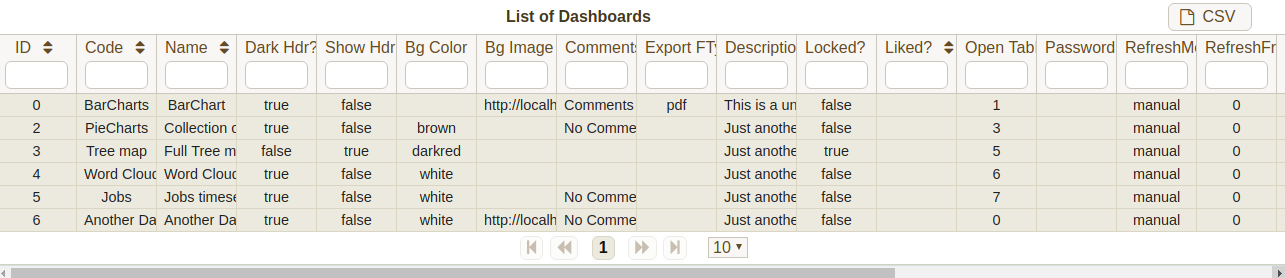 List of Dashboards CSV
ID Code Name Dark Hdr? Show Hdr Bg Color Bg Image Comments Export FTy Descriptio Locked? Liked? Open Tab Password RefreshMo RefreshFr
0 BarCharts BarChart true false http://localh Comments pdf This is a un false 1 manual 0
2 PieCharts Collection o true false brown No Comme Just anothe false 3 manual 0
3 Tree map Full Tree m false true darkred Just anothe true 5 manual 0
4 Word Cloud Word Cloud true false white Just anothe false 6 manual 0
5 Jobs Jobs timese true false white No Comme Just anothe false 7 manual 0
6 Another Da Another Da true false white http://localh No Comme Just anothe false 0 manual 0
1 10